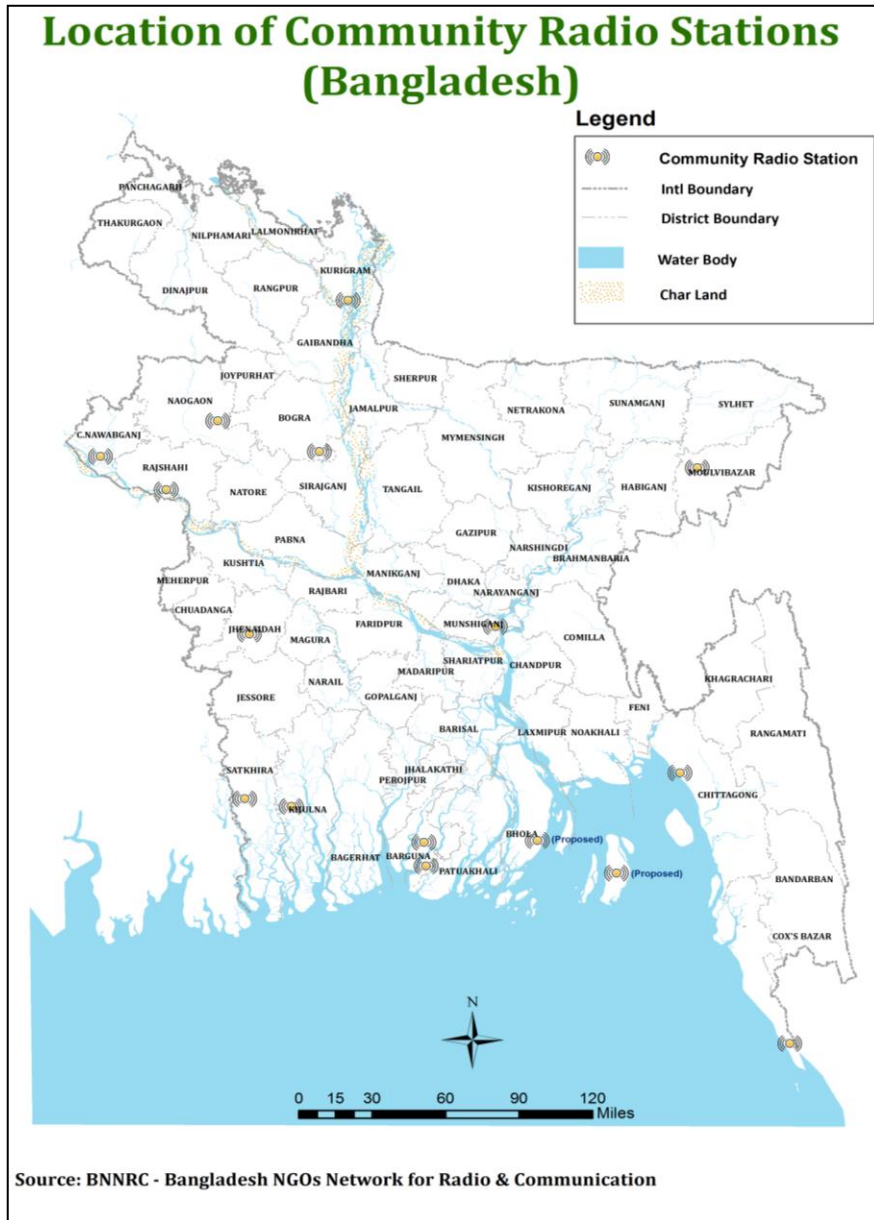 Location of Community Radio Stations
(Bangladesh)
Legend
Community Radio Station
Intl Boundary
District Boundary
Water Body
Char Land
PANCHAGARH
THAKURGAON
NILPHAMARI
LALMONIRHAT
KURIGRAM
DINAJPUR
RANGPUR
GAIBANDHA
SHERPUR
JOYPURHAT
NAOGAON
BOGRA
JAMALPUR
NETRAKONA
SUNAMGANJ
SYLHET
C.NAWABGANJ
MYMENSINGH
RAJSHAHI
MOULVIBAZAR
NATORE
SIRAJGANJ
TANGAIL
KISHOREGANJ
HABIGANJ
GAZIPUR
PABNA
NARSHINGDI
BRAHMANBARIA
KUSHTIA
MEHERPUR
MANIKGANJ
DHAKA
RAJBARI
NARAYANGANJ
CHUADANGA
JHENAIDAH
FARIDPUR
MUNSHIGANJ
MAGURA
COMILLA
SHARIATPUR
CHANDPUR
MADARIPUR
KHAGRACHARI
NARAIL
JESSORE
GOPALGANJ
FENI
BARISAL
LAXMIPUR
NOAKHALI
RANGAMATI
SATKHIRA
JHALAKATHI
PEROJPUR
CHITTAGONG
KHULNA
BHOLA
(Proposed)
BAGERHAT
BARGUNA
PATUAKHALI
(Proposed)
BANDARBAN
COX'S BAZAR
N
0 15 30 60 90 120
Miles
Source: BNNRC - Bangladesh NGOs Network for Radio & Communication